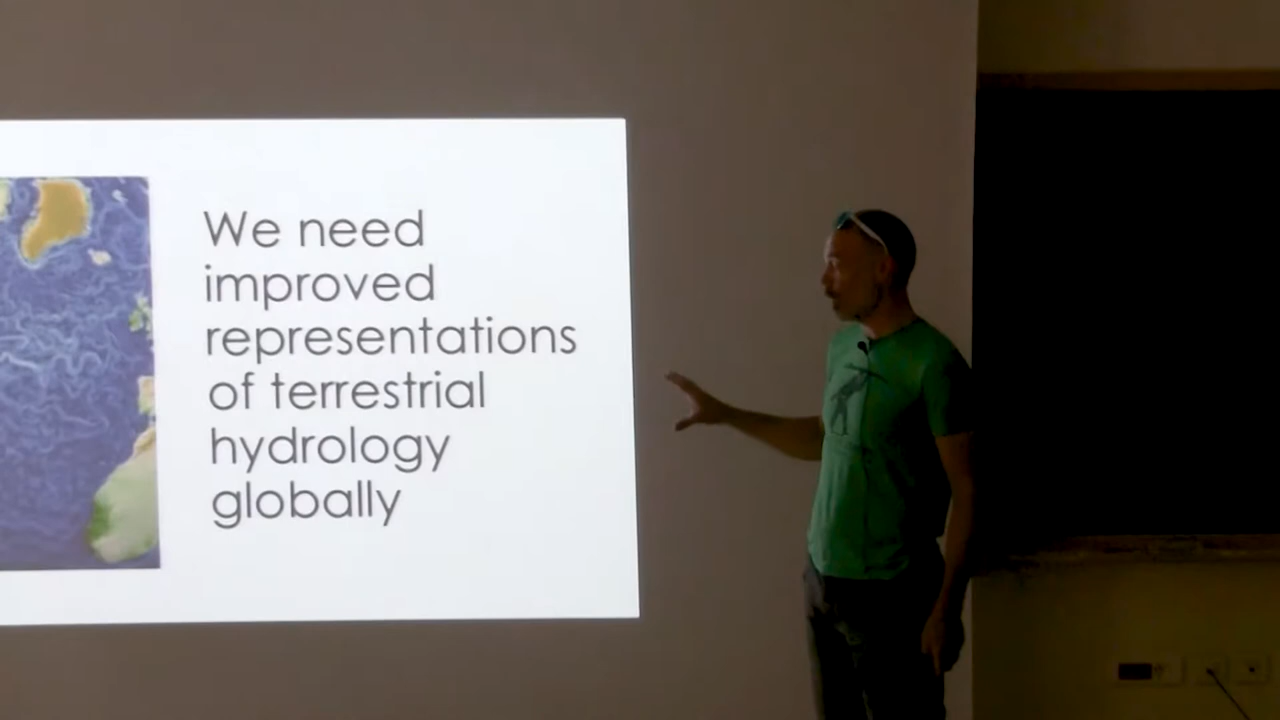 We need
improved
representations
of terrestrial
hydrology
globally